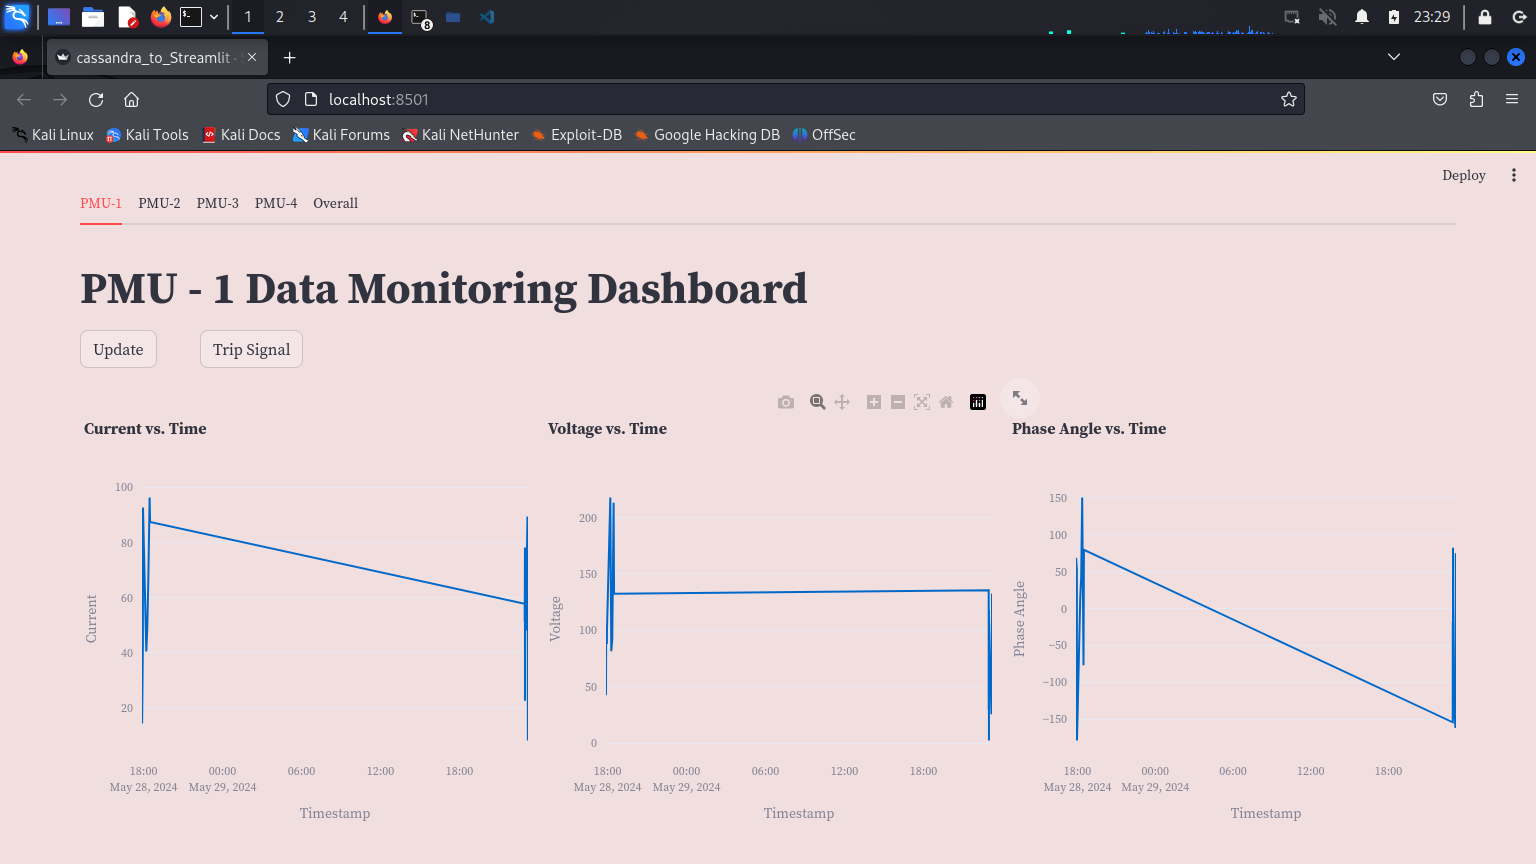 1 2 3 4 8 23:29
cassandra_to_Streamlit
localhost:8501
Kali Linux Kali Tools Kali Docs Kali Forums Kali NetHunter Exploit-DB Google Hacking DB OffSec
Deploy
PMU-1 PMU-2 PMU-3 PMU-4 Overall
PMU - 1 Data Monitoring Dashboard
Update Trip Signal
Current vs. Time
100
80
60
40
20
Current
18:00 00:00 06:00 12:00 18:00
May 28, 2024 May 29, 2024
Timestamp
Voltage vs. Time
200
150
100
50
0
Voltage
18:00 00:00 06:00 12:00 18:00
May 28, 2024 May 29, 2024
Timestamp
Phase Angle vs. Time
150
100
50
0
−50
−100
−150
Phase Angle
18:00 00:00 06:00 12:00 18:00
May 28, 2024 May 29, 2024
Timestamp